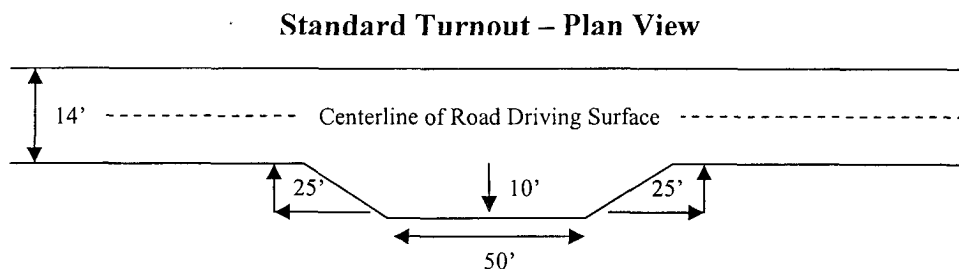 Standard Turnout – Plan View
14’
Centerline of Road Driving Surface
25’
10’
25’
50’